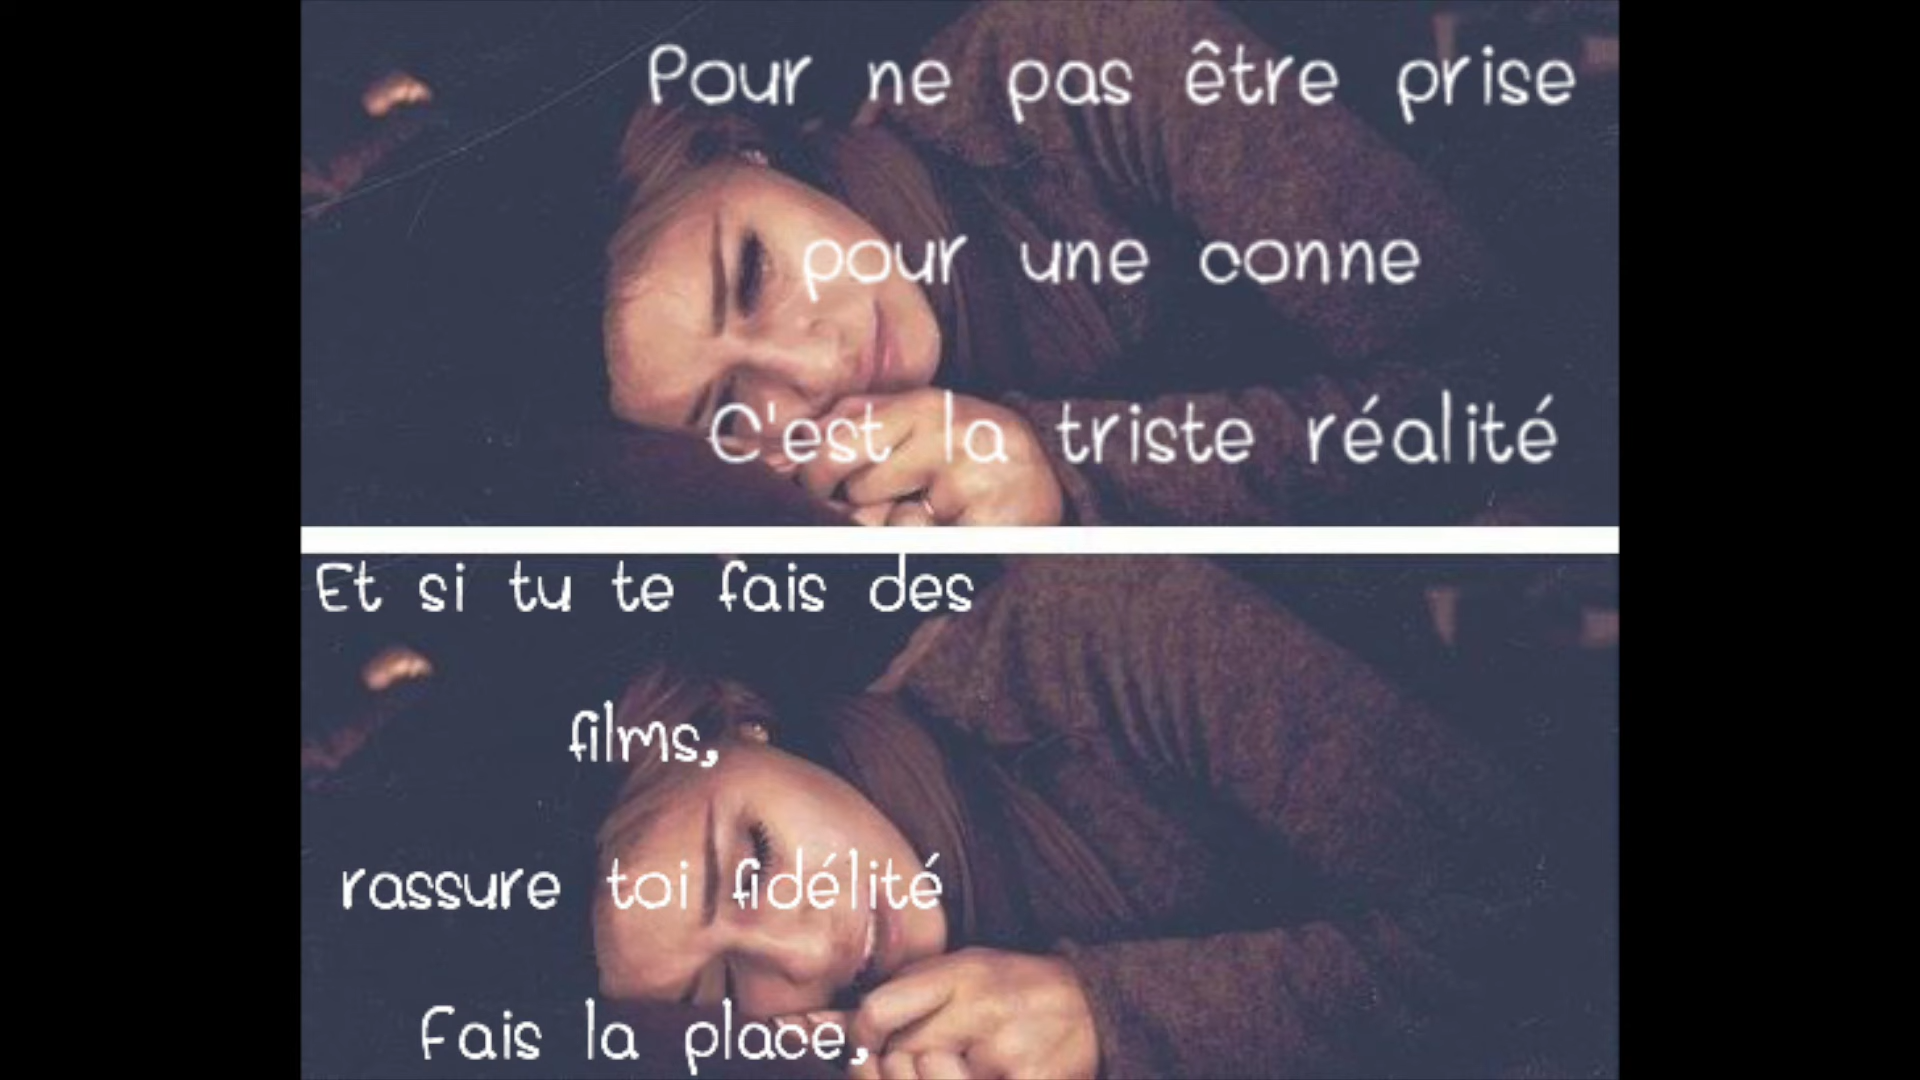 Pour ne pas être prise
pour une conne
C'est la triste réalité
Et si tu te fais des
films,
rassure toi fidélité
Fais la place,